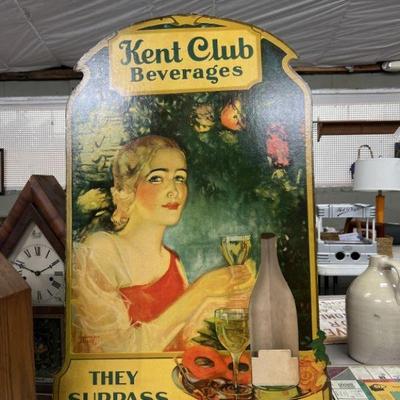 Kent Club
Beverages
THEY
SURPASS